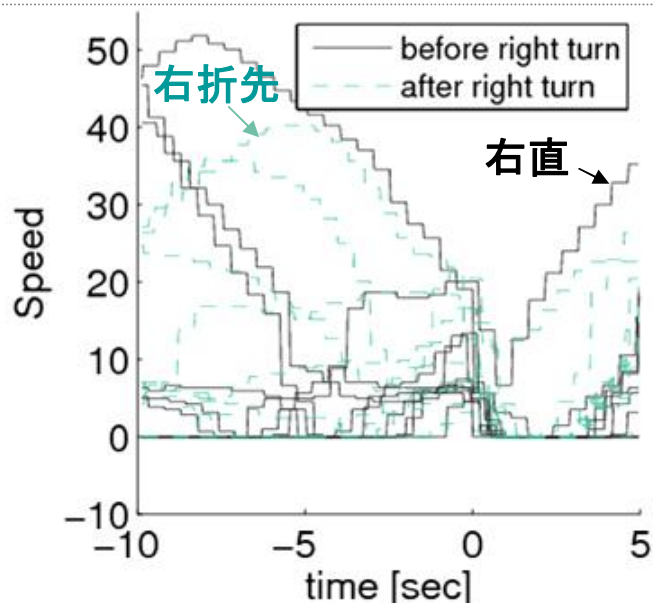 50
before right turn
右折先
after right turn
40
右直
30
Speed
20
10
0
−10
−10
−5
0
5
time [sec]